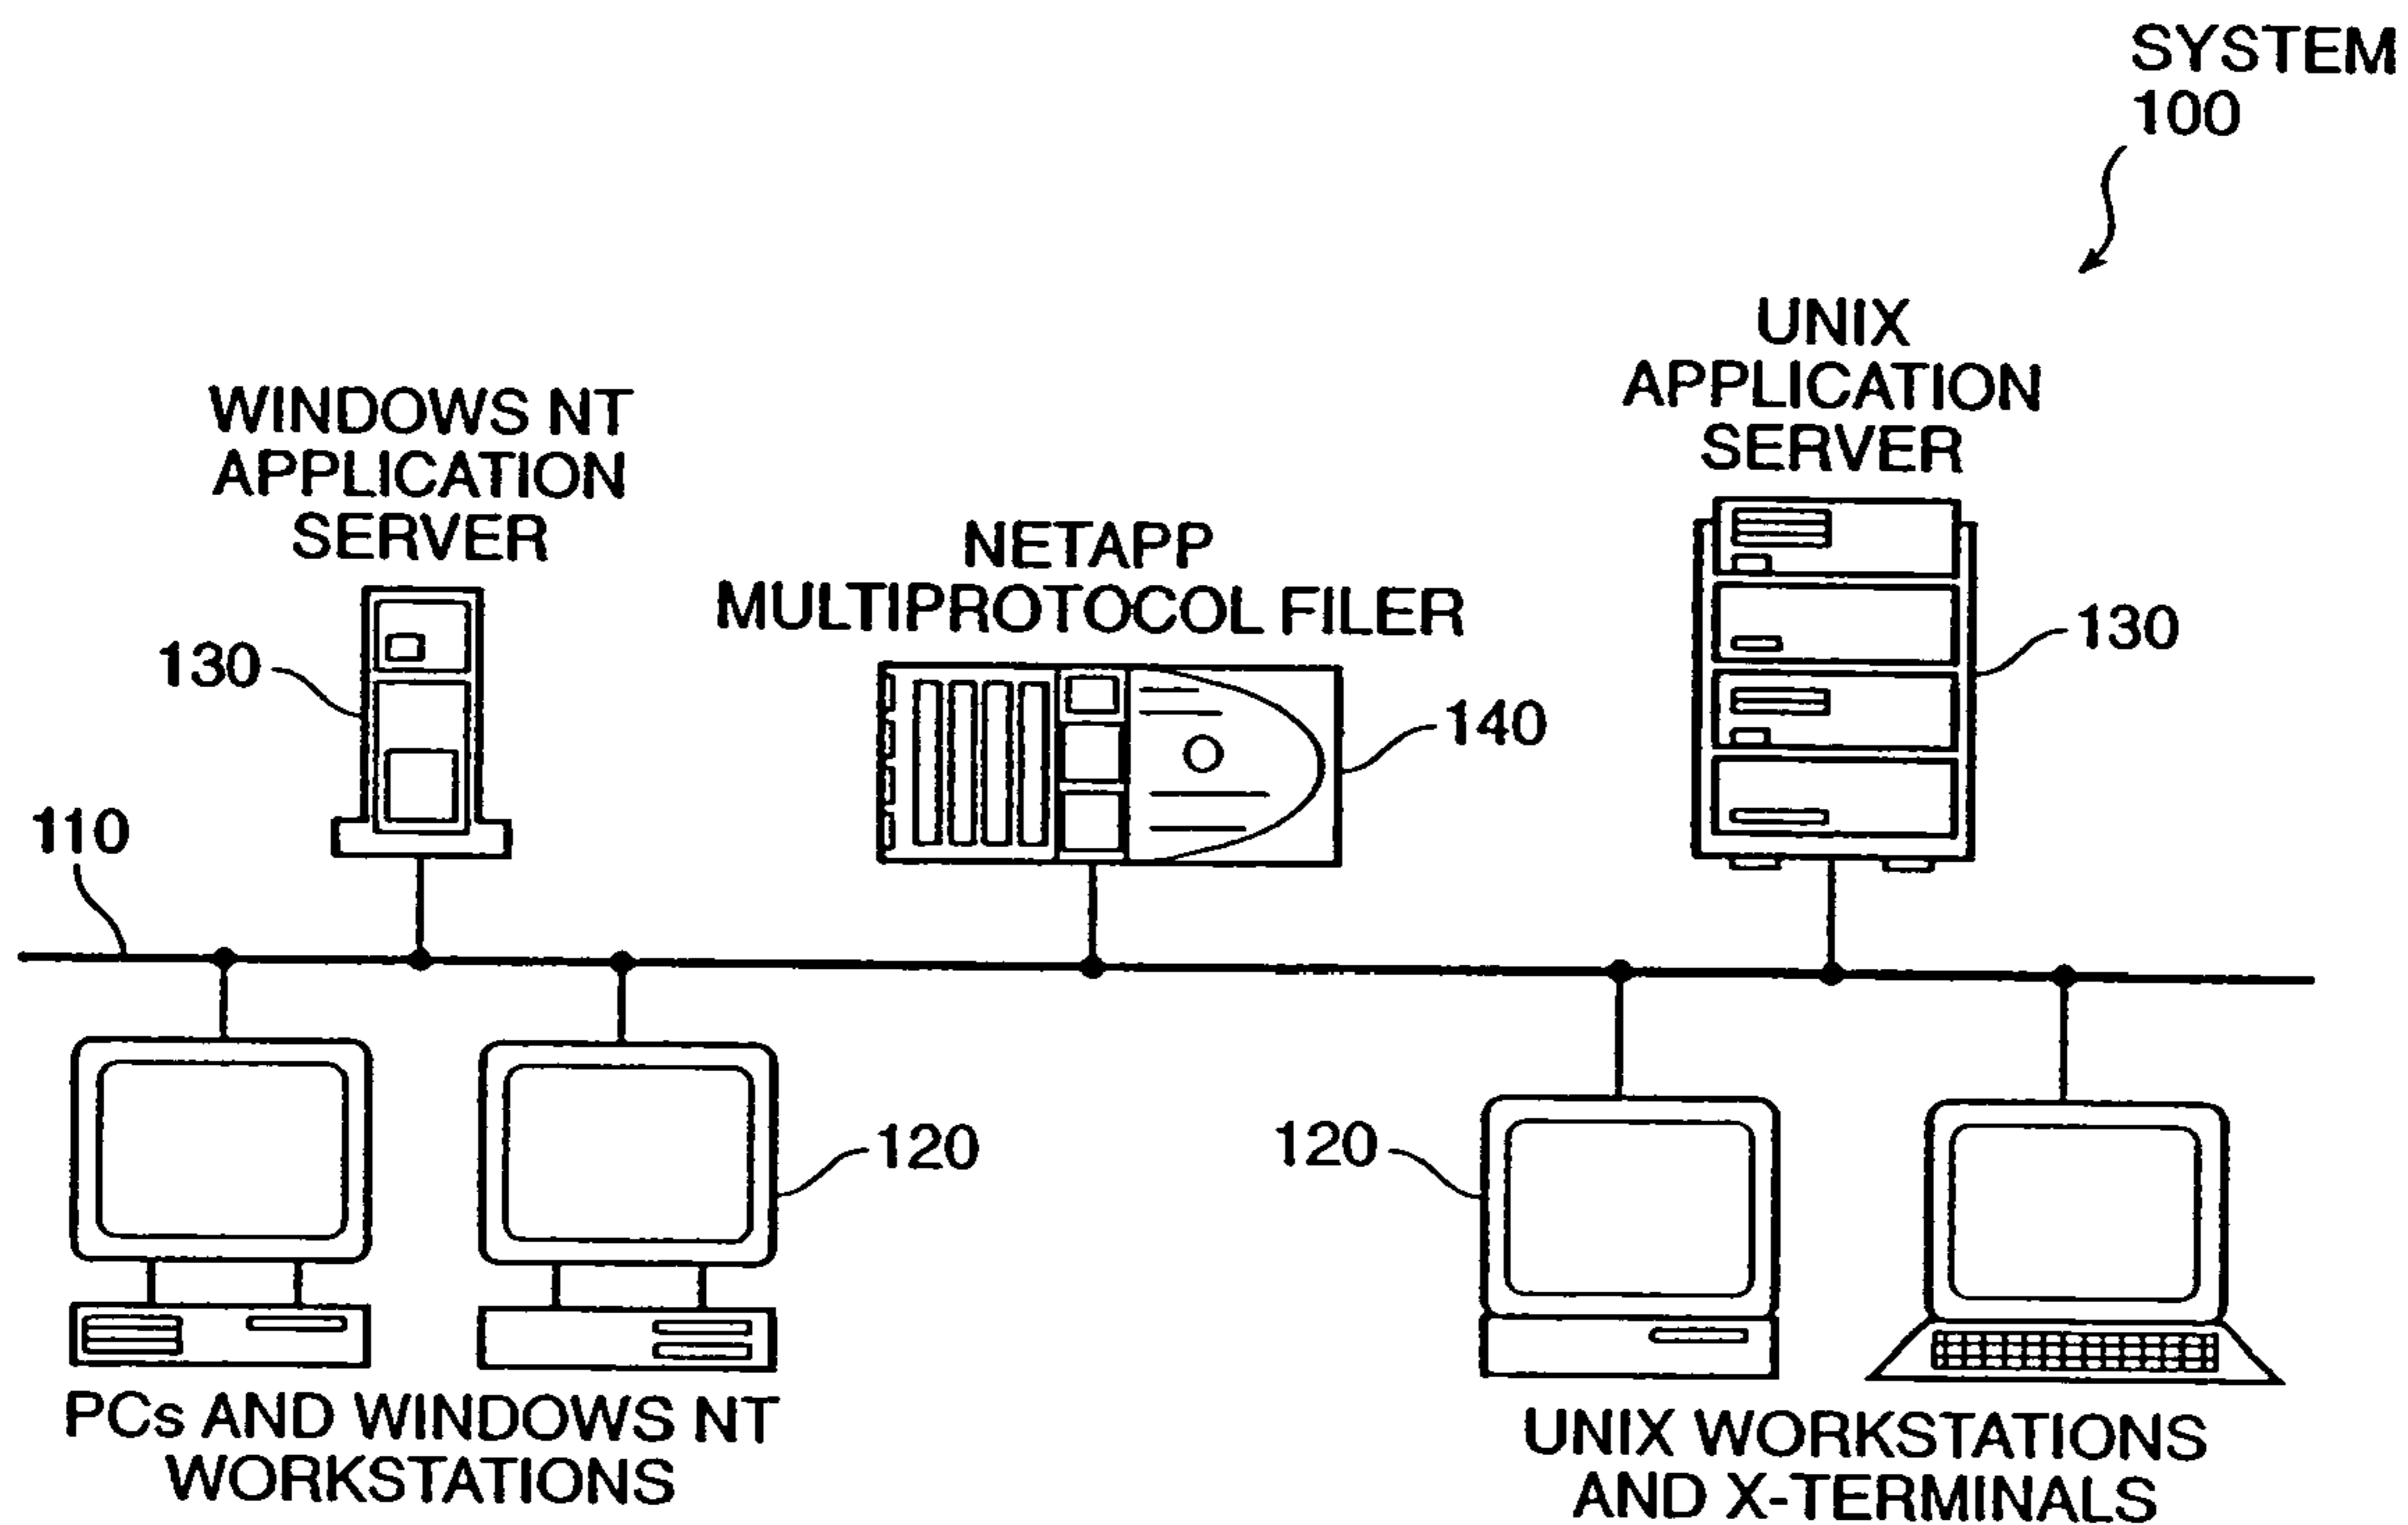 SYSTEM
100
UNIX
APPLICATION
SERVER
WINDOWS NT
APPLICATION
SERVER
NETAPP
MULTIPROTOCOL FILER
130
130
140
110
120
120
PCs AND WINDOWS NT
WORKSTATIONS
UNIX WORKSTATIONS
AND X-TERMINALS